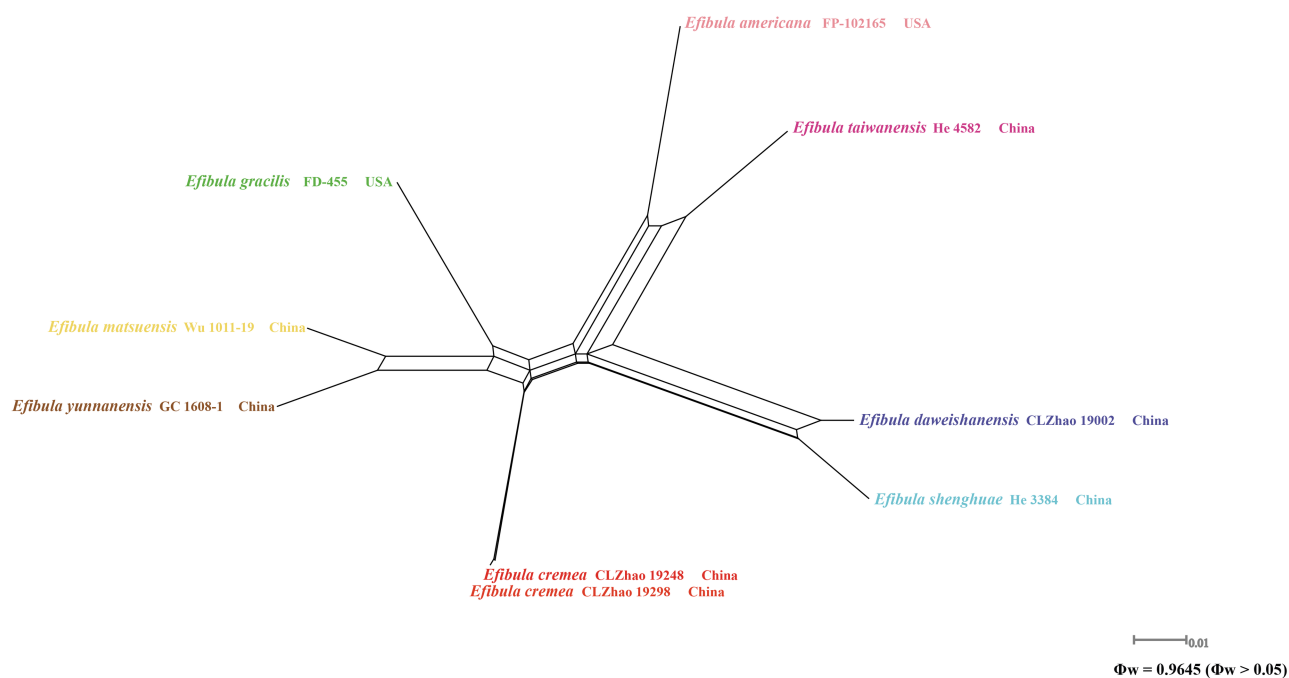 Efibula americana FP-102165 USA
Efibula taiwanensis He 4582 China
Efibula gracilis FD-455 USA
Efibula matsuensis Wu 1011-19 China
Efibula yunnanensis GC 1608-1 China
Efibula daweishanensis CLZhao 19002 China
Efibula shenghuae He 3384 China
Efibula cremea CLZhao 19248 China
Efibula cremea CLZhao 19298 China
0.01
Φw = 0.9645 (Φw > 0.05)